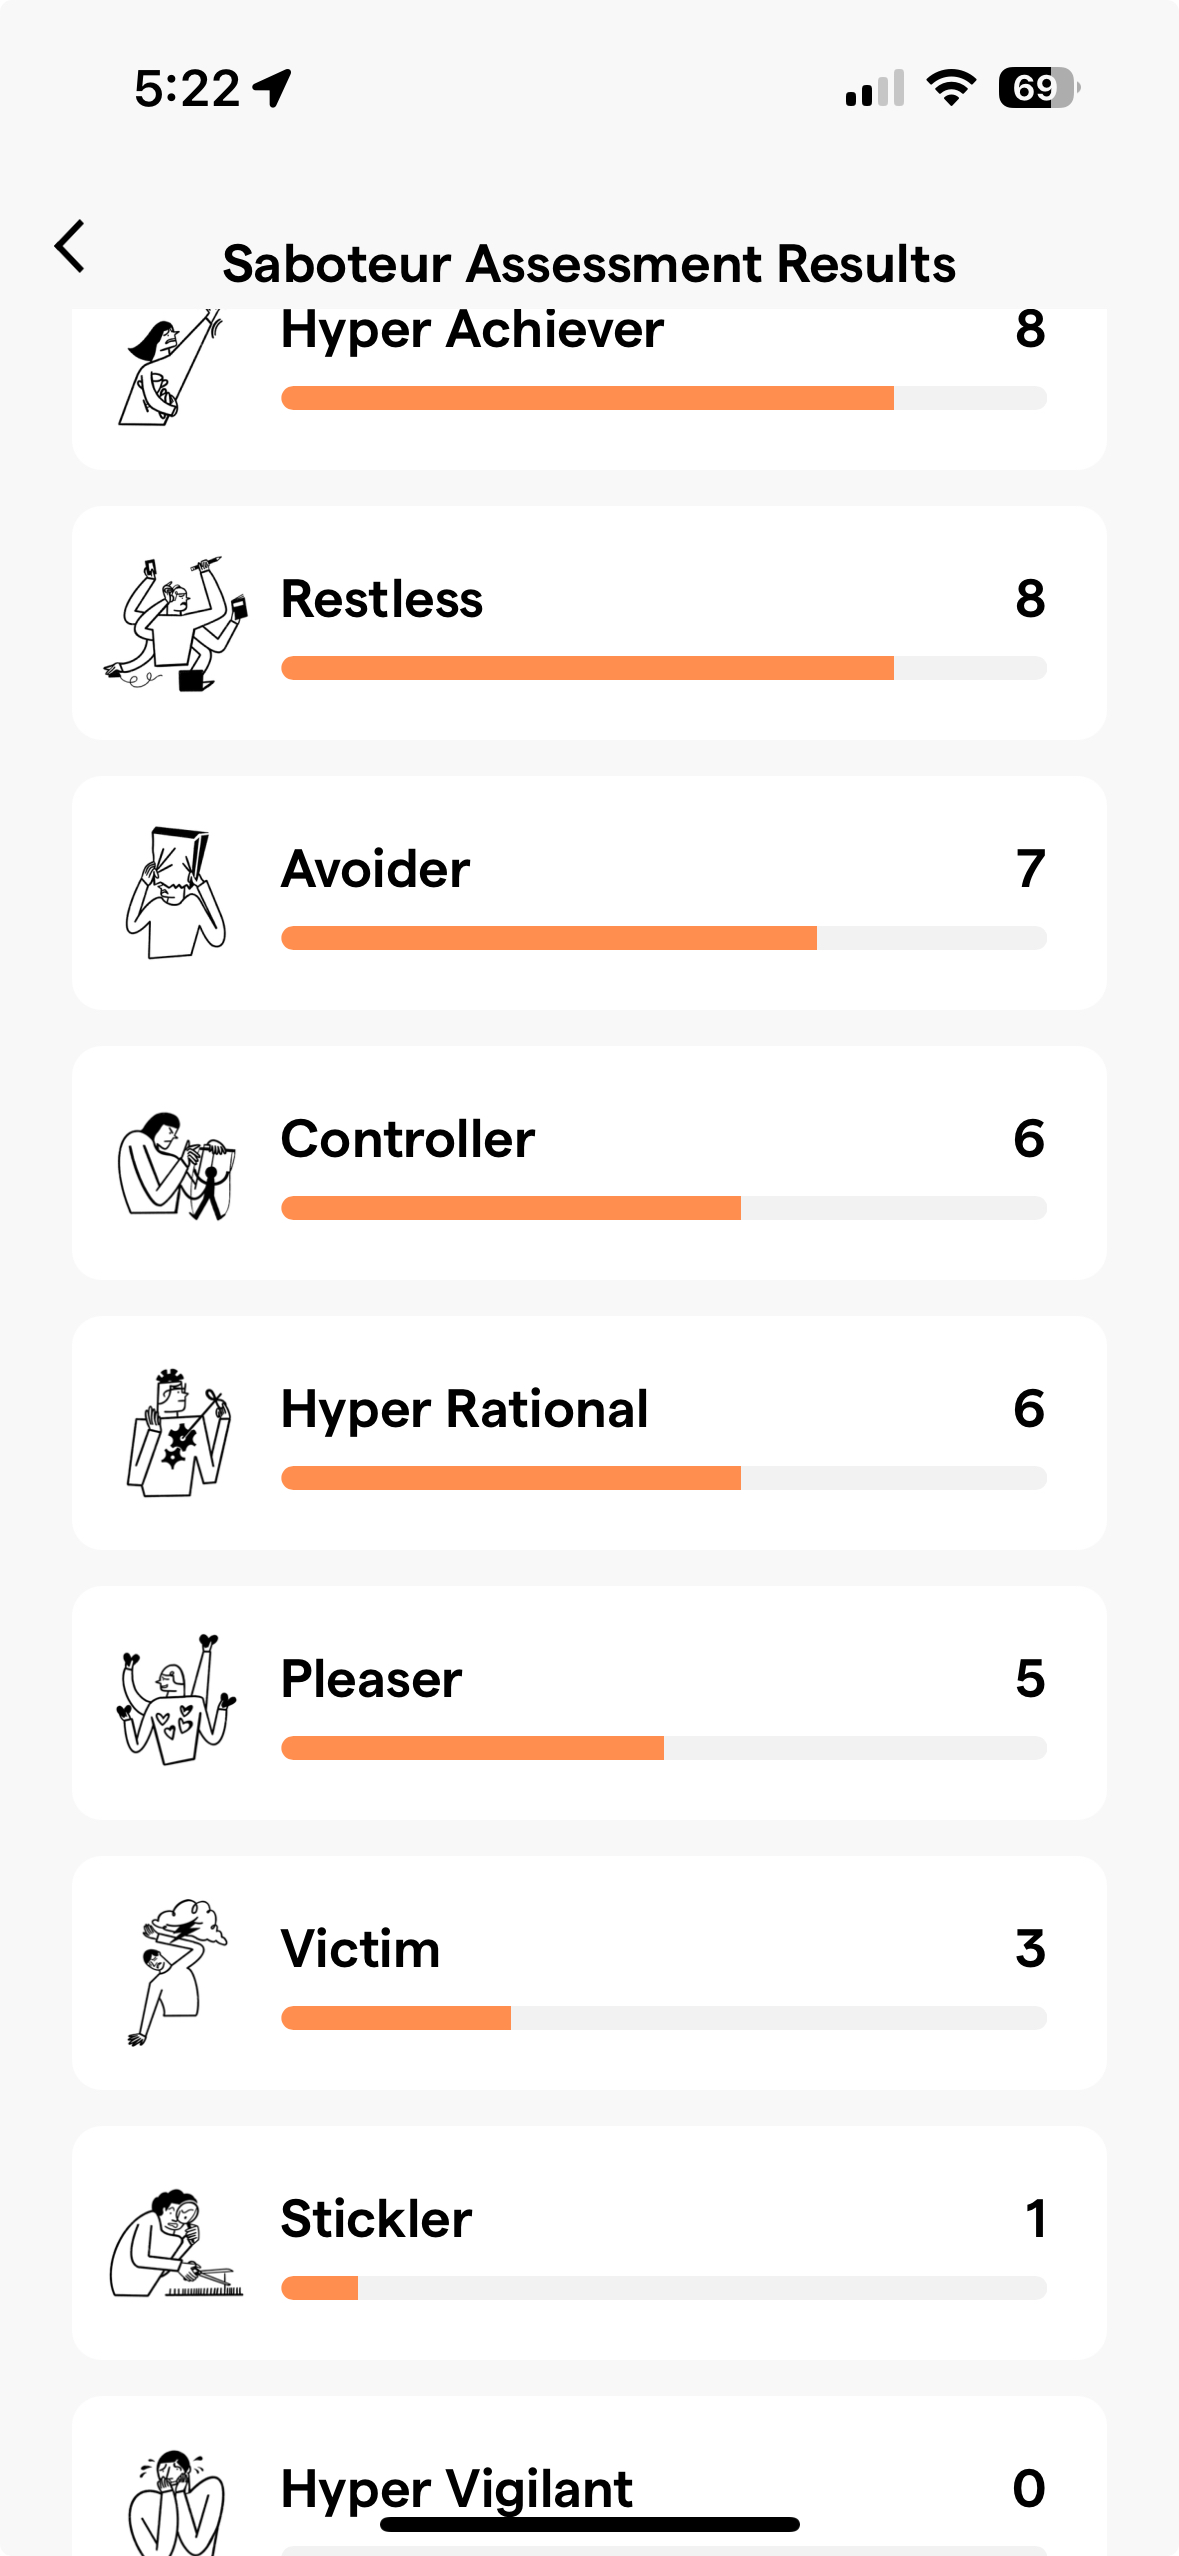 5:22
69
Saboteur Assessment Results
Hyper Achiever 8
Restless 8
Avoider 7
Controller 6
Hyper Rational 6
Pleaser 5
Victim 3
Stickler 1
Hyper Vigilant 0